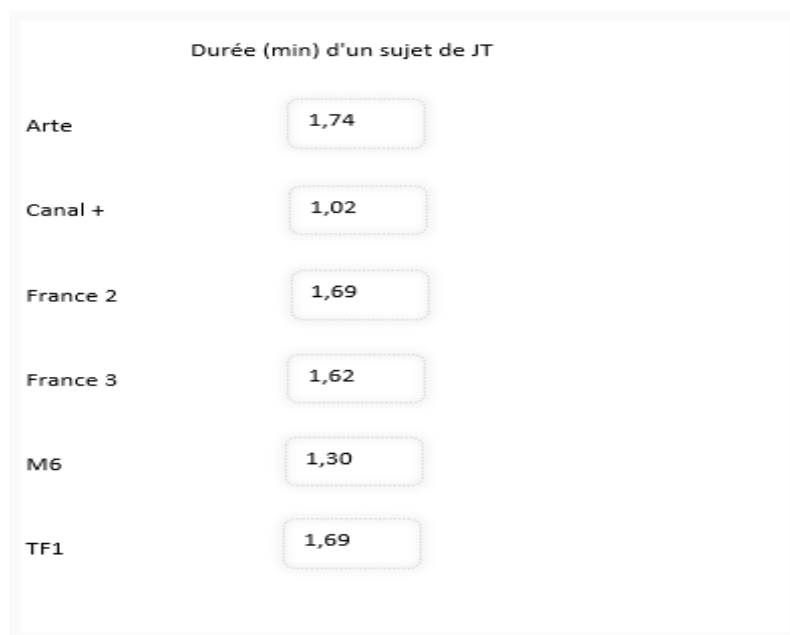 Durée (min) d'un sujet de JT
Arte 1,74
Canal + 1,02
France 2 1,69
France 3 1,62
M6 1,30
TF1 1,69